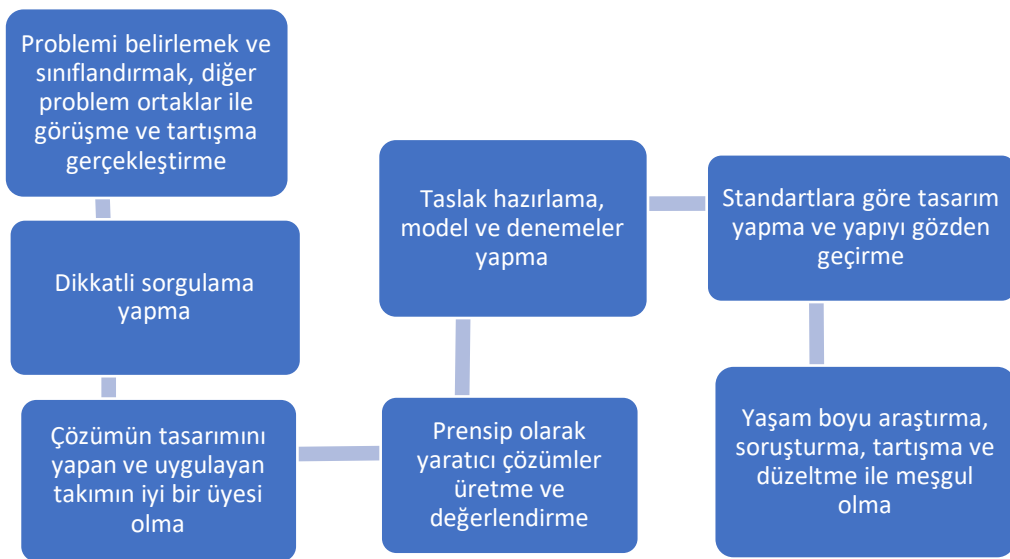 Problemi belirlemek ve
sınıflandırmak, diğer
problem ortaklar ile
görüşme ve tartışma
gerçekleştirme
Dikkatli sorgulama
yapma
Çözümün tasarımını
yapan ve uygulayan
takımın iyi bir üyesi
olma
Prensip olarak
yaratıcı çözümler
üretme ve
değerlendirme
Taslak hazırlama,
model ve denemeler
yapma
Standartlara göre tasarım
yapma ve yapıyı gözden
geçirme
Yaşam boyu araştırma,
soruşturma, tartışma ve
düzeltme ile meşgul
olma